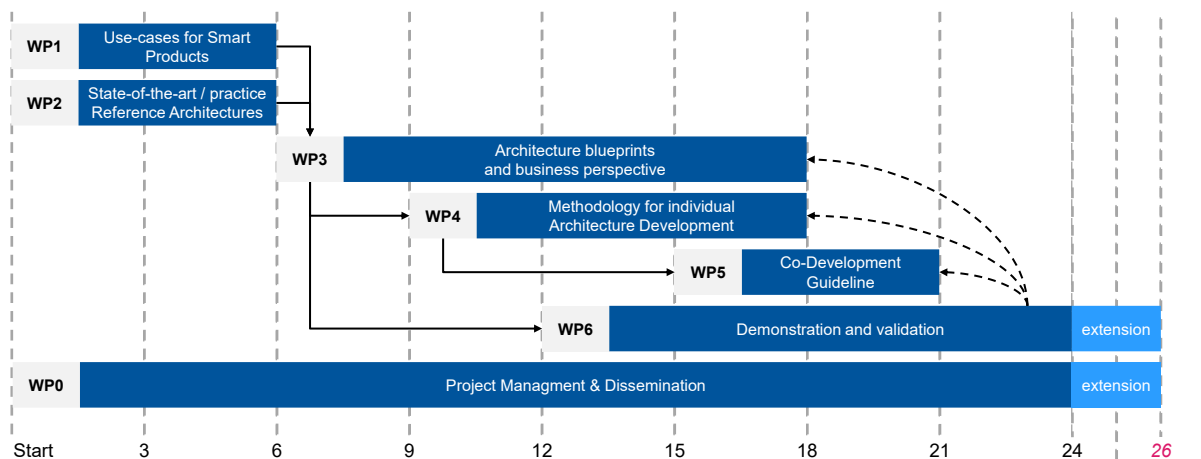 WP1
Use-cases for Smart
Products
WP2
State-of-the-art / practice
Reference Architectures
WP3
Architecture blueprints
and business perspective
WP4
Methodology for individual
Architecture Development
WP5
Co-Development
Guideline
WP6
Demonstration and validation
extension
WP0
Project Managment & Dissemination
extension
Start 3 6 9 12 15 18 21 24 26